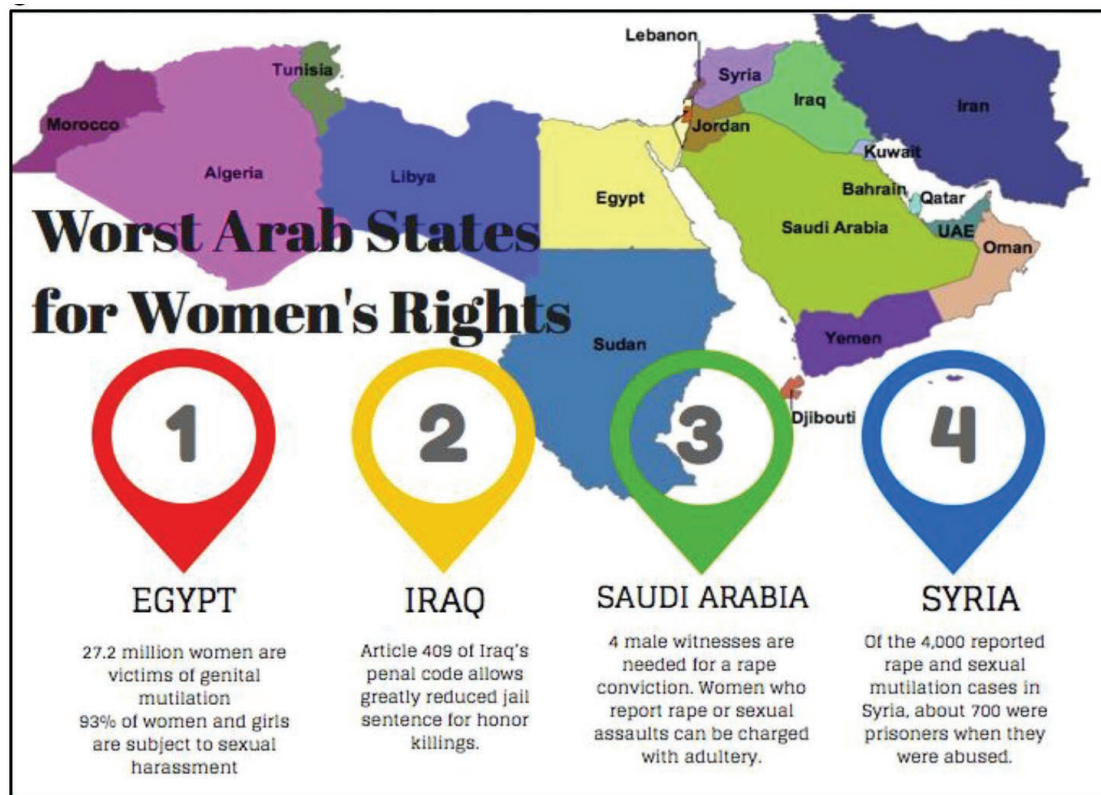 Lebanon
Tunisia
Syria
Morocco
Iraq
Iran
Jordan
Algeria
Libya
Kuwait
Egypt
Bahrain
Qatar
Saudi Arabia
UAE
Oman
Worst Arab States
for Women's Rights
Sudan
Yemen
Djibouti
1
2
3
4
EGYPT
27.2 million women are
victims of genital
mutilation
93% of women and girls
are subject to sexual
harassment
IRAQ
Article 409 of Iraq's
penal code allows
greatly reduced jail
sentence for honor
killings.
SAUDI ARABIA
4 male witnesses are
needed for a rape
conviction. Women who
report rape or sexual
assaults can be charged
with adultery.
SYRIA
Of the 4,000 reported
rape and sexual
mutilation cases in
Syria, about 700 were
prisoners when they
were abused.